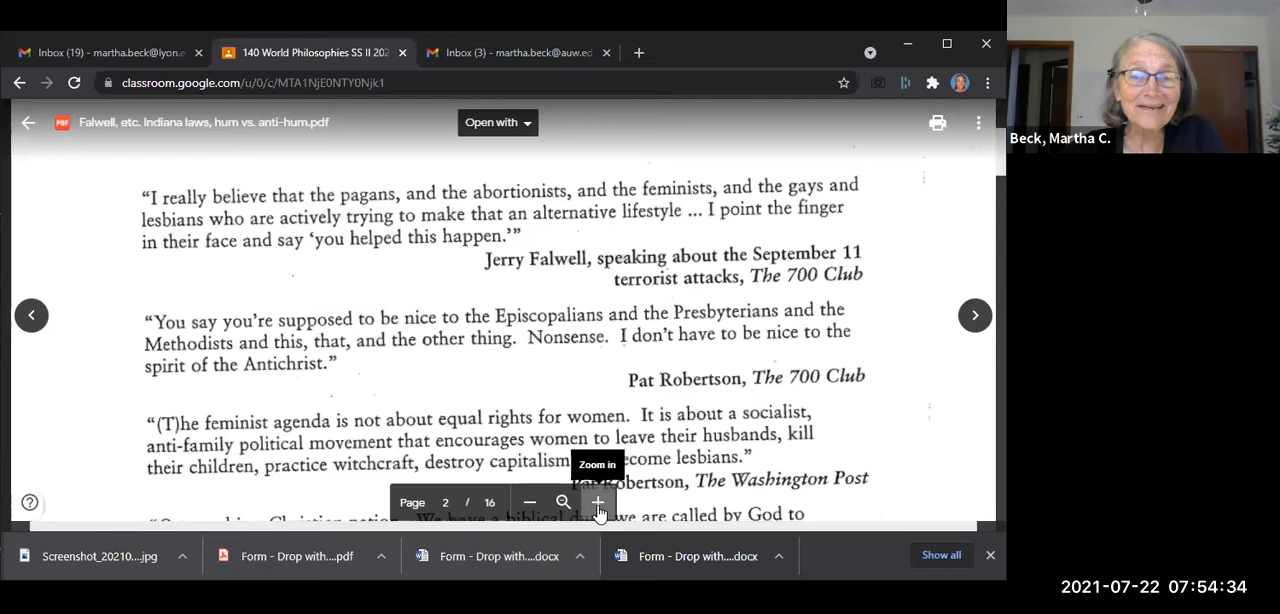 Inbox (19) - martha.beck@lyon.e
140 World Philosophies SS II 202
Inbox (3) - martha.beck@auw.ed
classroom.google.com/u/0/c/MTA1NjE0NTY0Njk1
PDF Falwell, etc. Indiana laws, hum vs. anti-hum.pdf
Open with
Beck, Martha C.
“I really believe that the pagans, and the abortionists, and the feminists, and the gays and
lesbians who are actively trying to make that an alternative lifestyle ... I point the finger
in their face and say ‘you helped this happen.’”
Jerry Falwell, speaking about the September 11
terrorist attacks, The 700 Club
“You say you’re supposed to be nice to the Episcopalians and the Presbyterians and the
Methodists and this, that, and the other thing. Nonsense. I don’t have to be nice to the
spirit of the Antichrist.”
Pat Robertson, The 700 Club
“(T)he feminist agenda is not about equal rights for women. It is about a socialist,
anti-family political movement that encourages women to leave their husbands, kill
their children, practice witchcraft, destroy capitalism ecome lesbians.”
Zoom in
Pat Robertson, The Washington Post
Page 2 / 16
we are called by God to
Screenshot_20210....jpg
Form - Drop with....pdf
Form - Drop with....docx
Form - Drop with....docx
Show all
2021-07-22 07:54:34